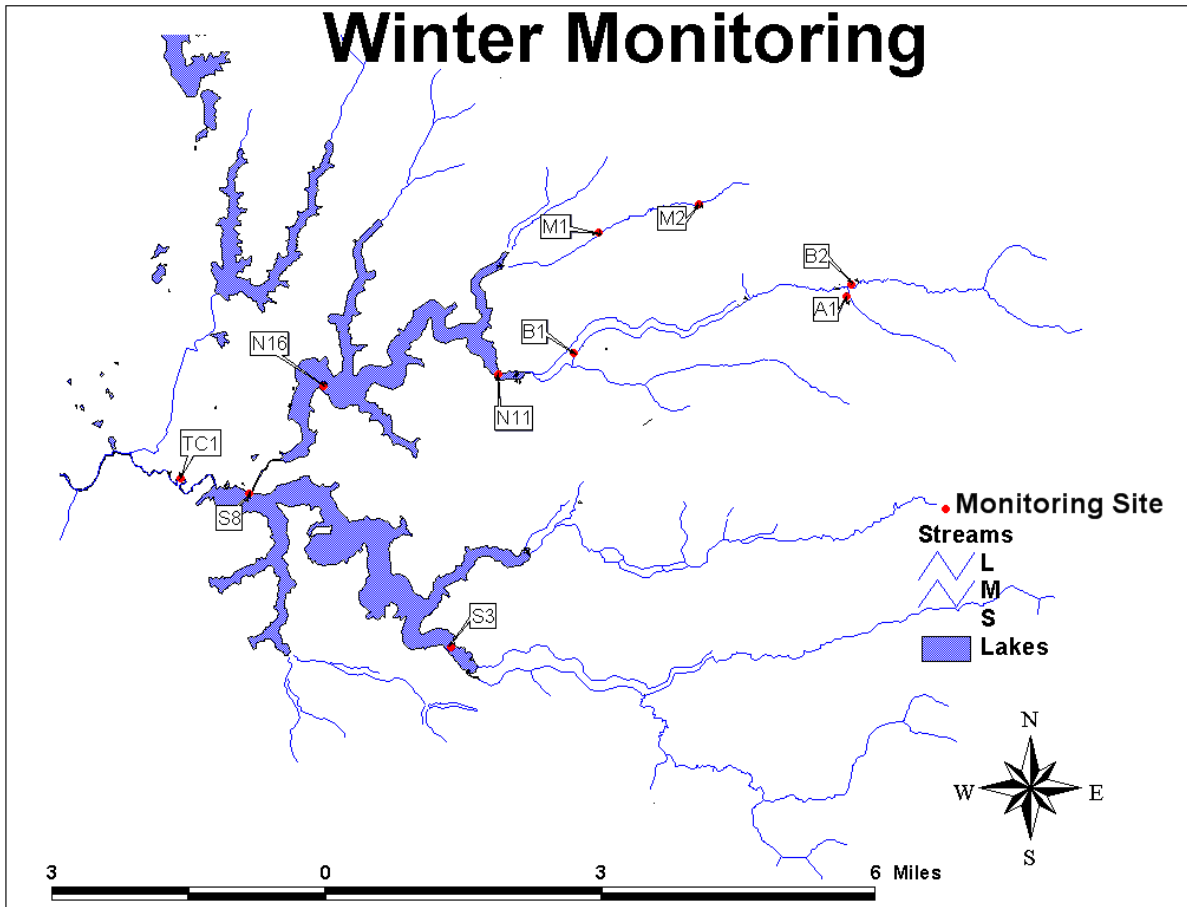 Winter Monitoring
M1
M2
B2
A1
N16
B1
N11
TC1
S8
Monitoring Site
Streams
L
M
S
Lakes
S3
N
W
E
S
3
0
3
6
Miles